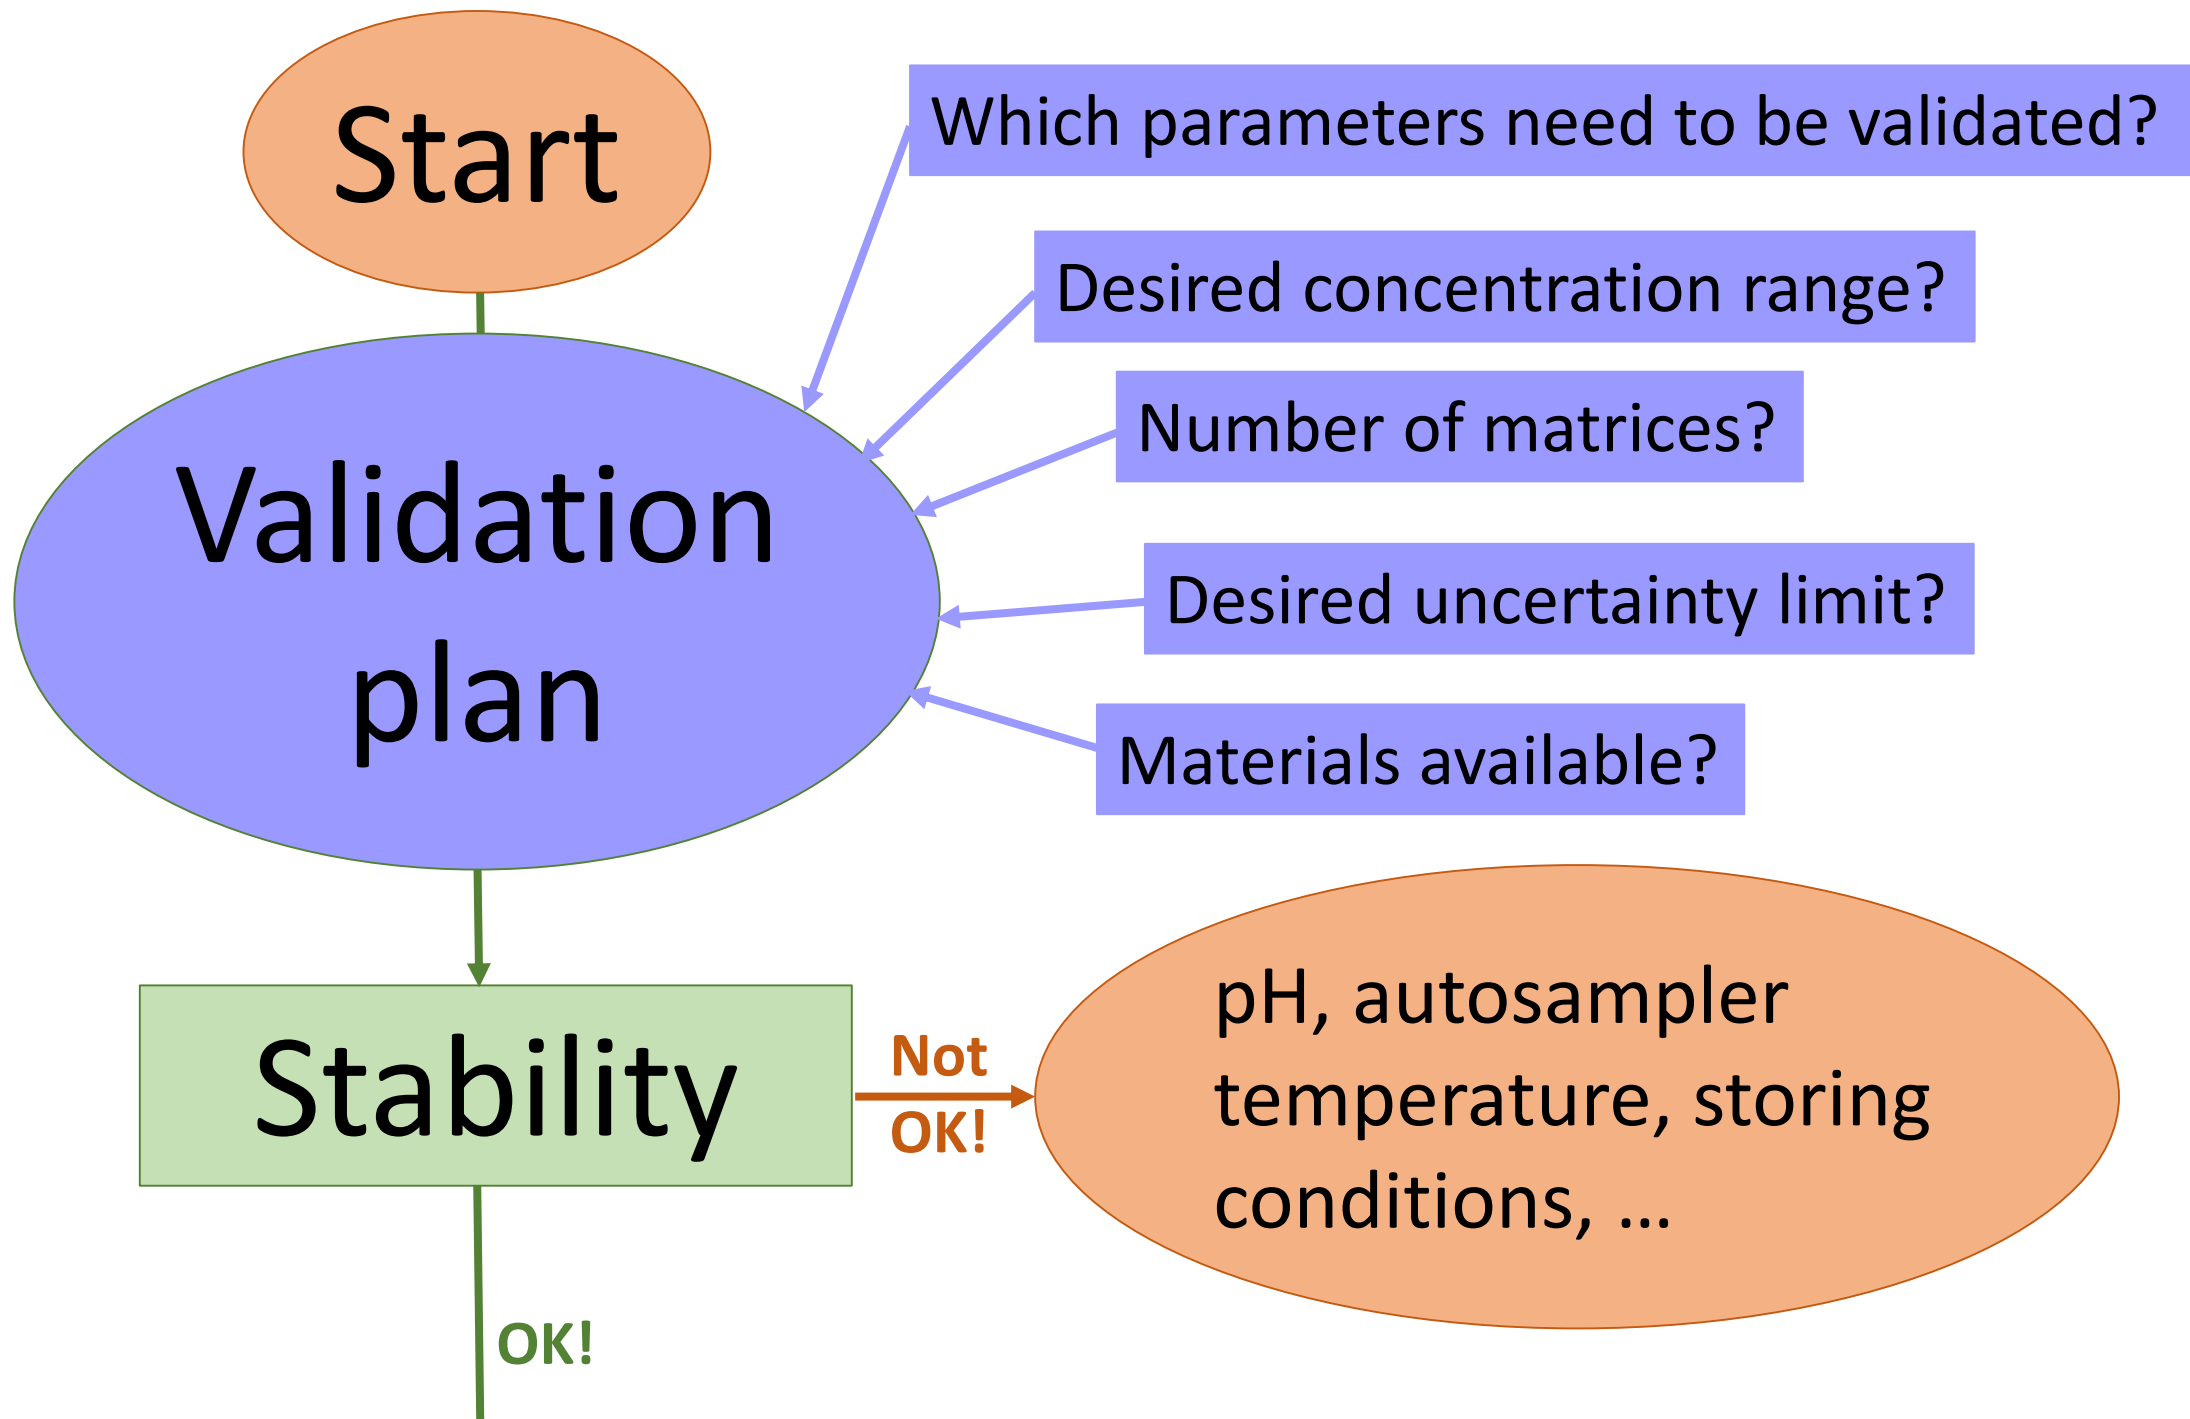 Start
Which parameters need to be validated?
Desired concentration range?
Number of matrices?
Validation
plan
Desired uncertainty limit?
Materials available?
Stability
Not
OK!
pH, autosampler
temperature, storing
conditions, ...
OK!